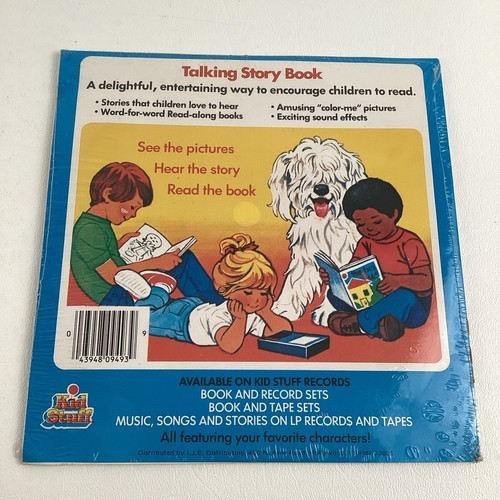 Talking Story Book
A delightful, entertaining way to encourage children to read.
• Stories that children love to hear
• Word-for-word Read-along books
• Amusing "color-me" pictures
• Exciting sound effects
See the pictures
Hear the story
Read the book
0 43948 09493 9
Kid Stuff
AVAILABLE ON KID STUFF RECORDS
BOOK AND RECORD SETS
BOOK AND TAPE SETS
MUSIC, SONGS AND STORIES ON LP RECORDS AND TAPES
All featuring your favorite characters!
Distributed by I.J.E. Distributing,